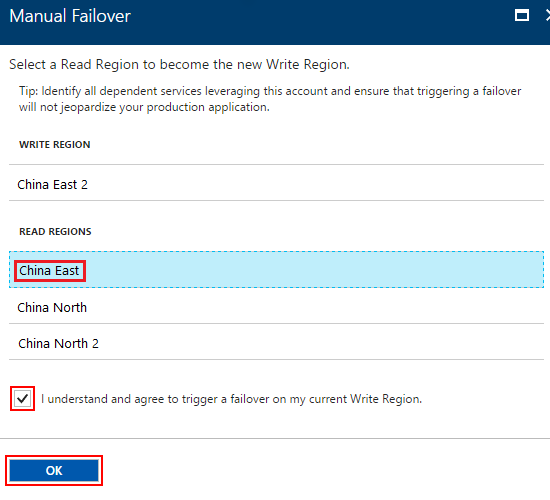 Manual Failover
Select a Read Region to become the new Write Region.
Tip: Identify all dependent services leveraging this account and ensure that triggering a failover
will not jeopardize your production application.
WRITE REGION
China East 2
READ REGIONS
China East
China North
China North 2
I understand and agree to trigger a failover on my current Write Region.
OK